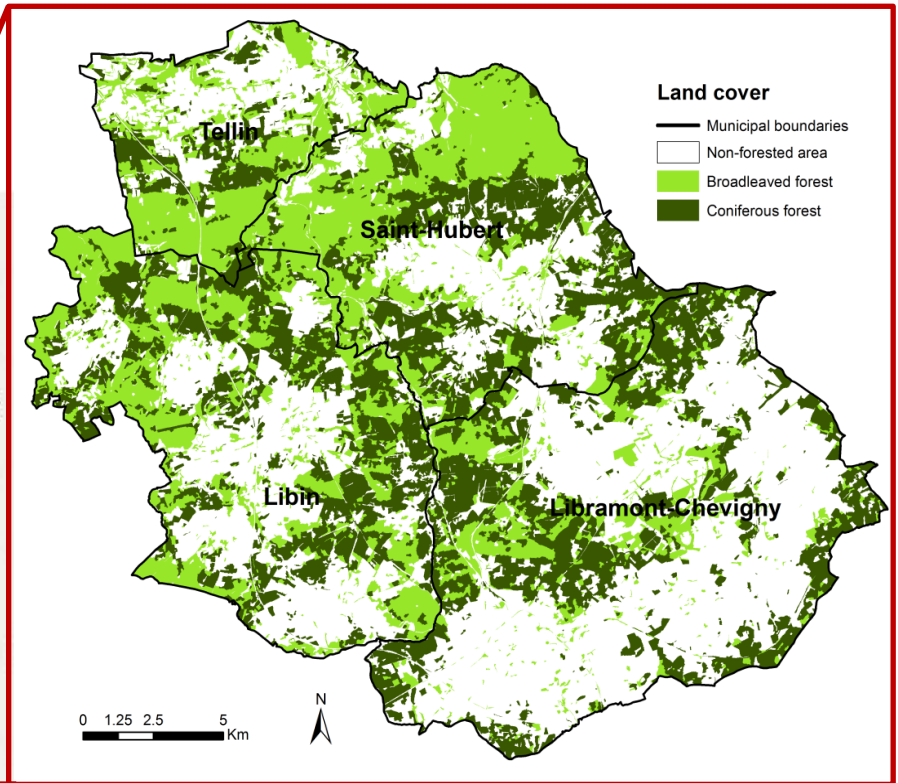 Land cover
Municipal boundaries
Non-forested area
Broadleaved forest
Coniferous forest
Tellin
Saint-Hubert
Libin
Libramont-Chevigny
N
0 1.25 2.5 5
Km